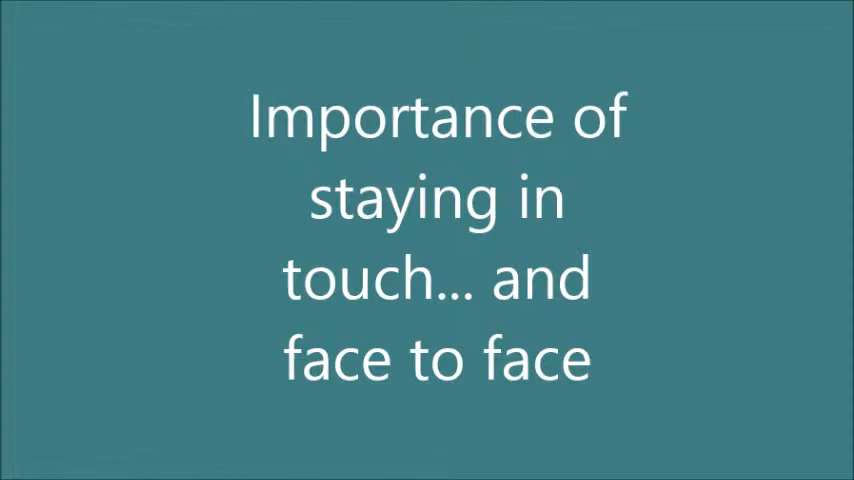 Importance of
staying in
touch... and
face to face